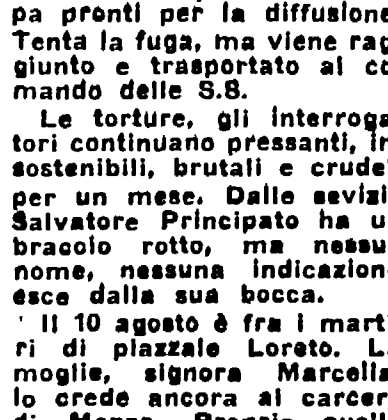 pa pronti per la diffusione
Tenta la fuga, ma viene rag
giunto e trasportato al co
mando delle S.S.
Le torture, gli interroga
tori continuano pressanti, in
sostenibili, brutali e crude
per un mese. Dalle sevizi
Salvatore Principato ha u
braccio rotto, ma nessu
nome, nessuna indicazion
esce dalla sua bocca.
Il 10 agosto è fra i marti
ri di piazzale Loreto. L
moglie, signora Marcella
lo crede ancora al carcer
di